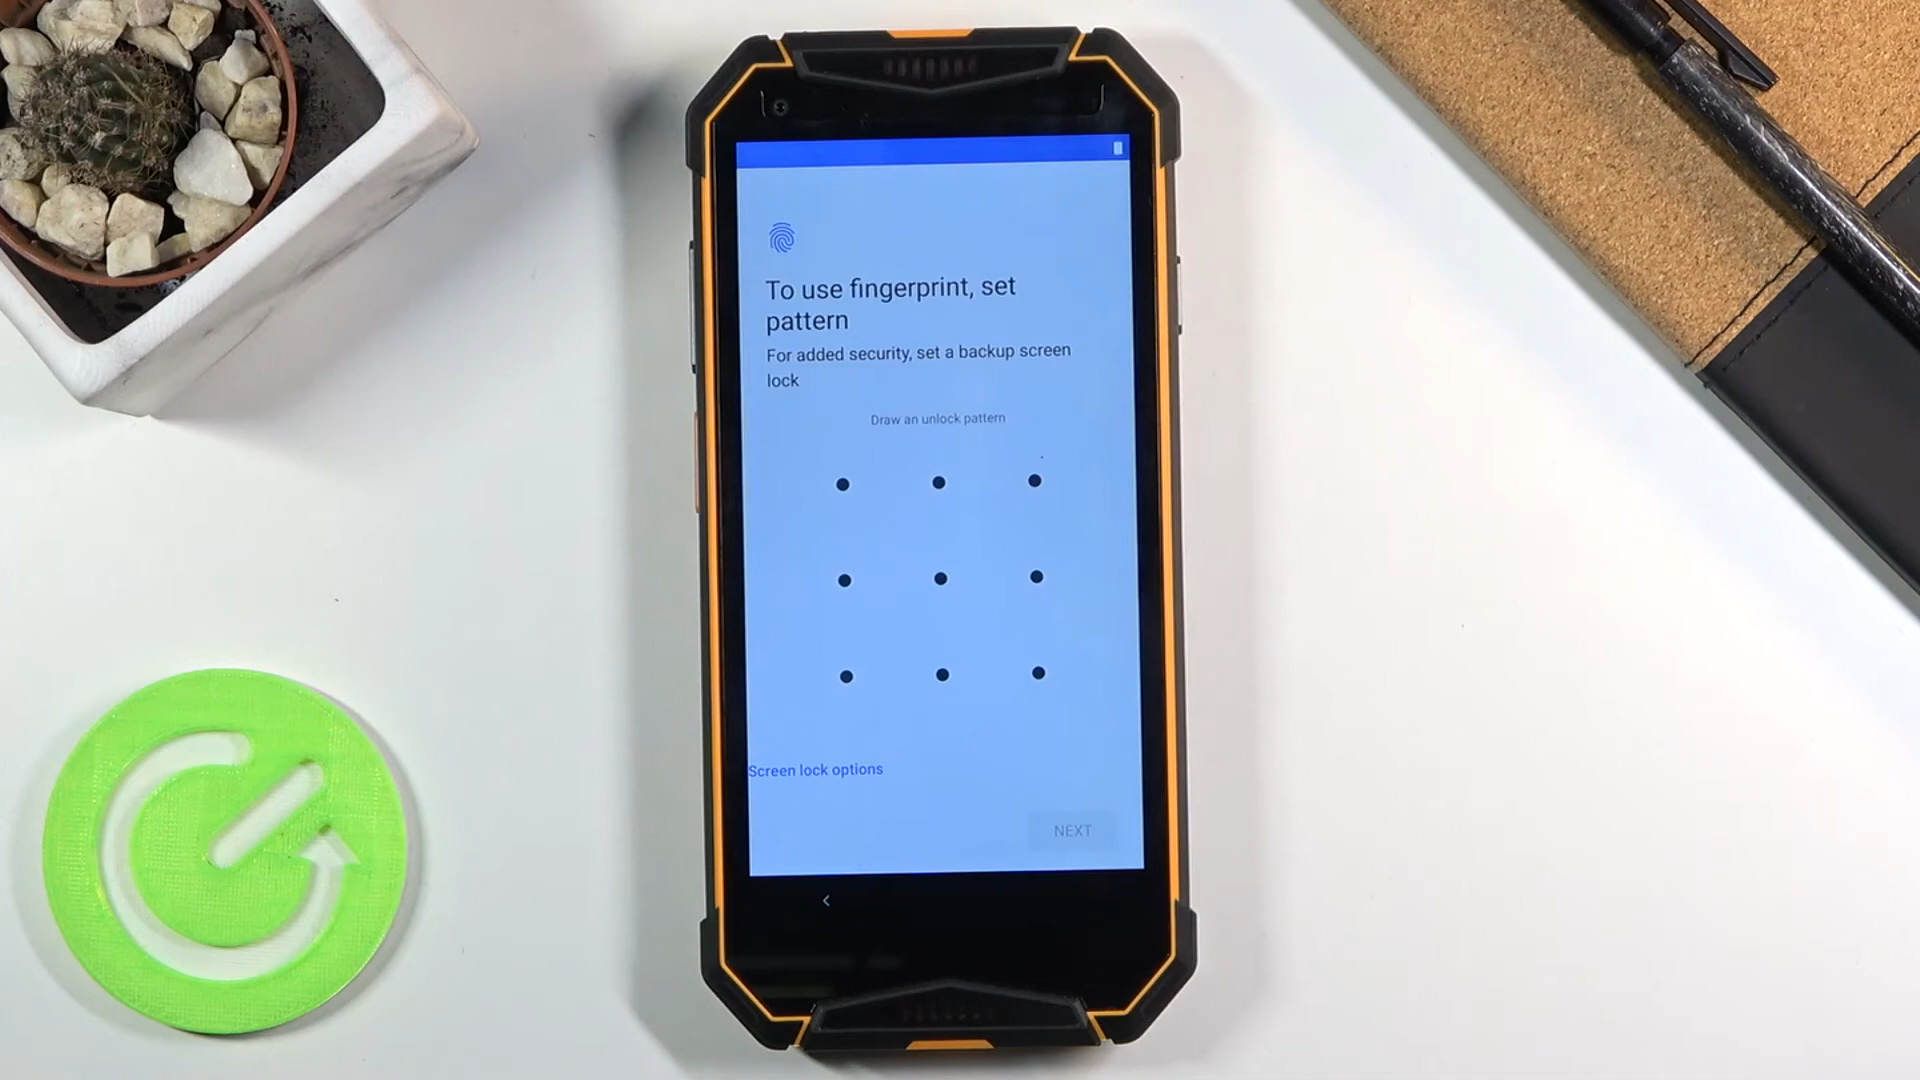 To use fingerprint, set
pattern
For added security, set a backup screen
lock
Draw an unlock pattern
Screen lock options
NEXT